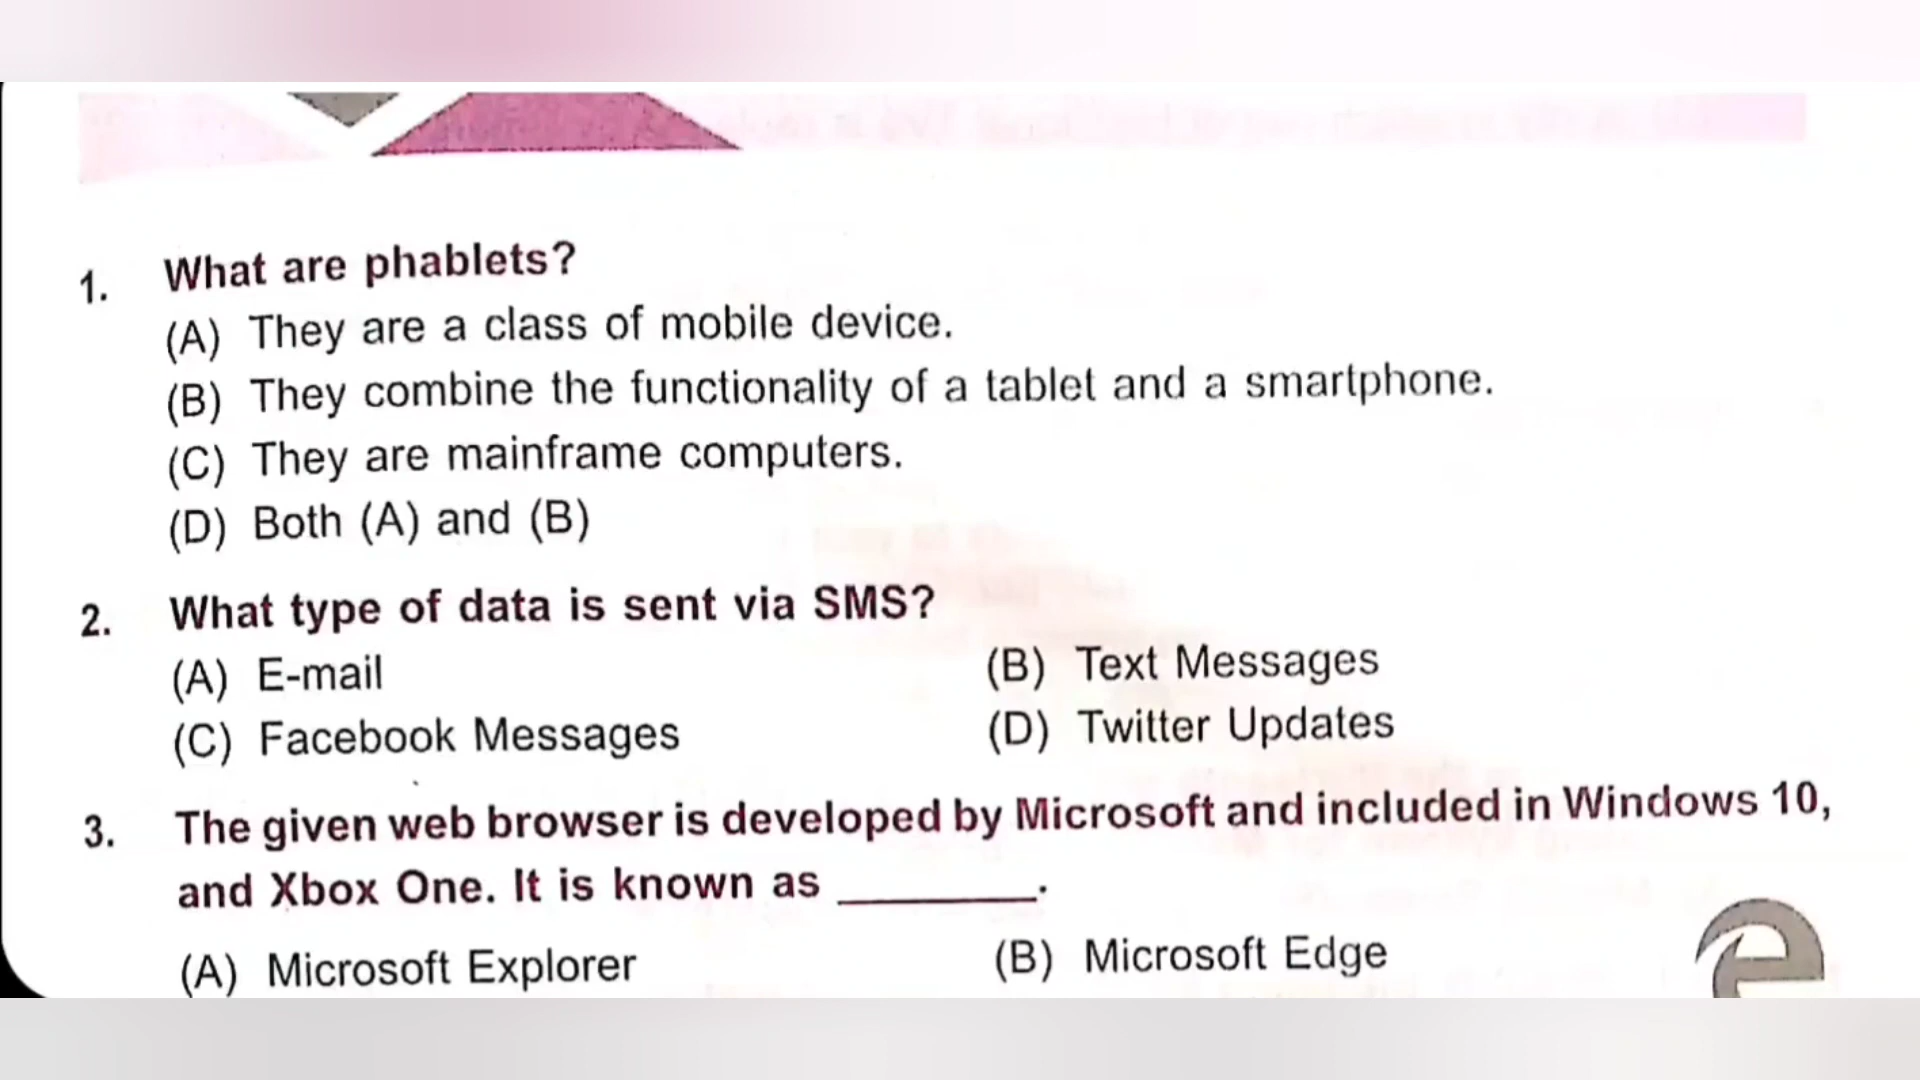 1. What are phablets?
(A) They are a class of mobile device.
(B) They combine the functionality of a tablet and a smartphone.
(C) They are mainframe computers.
(D) Both (A) and (B)
2. What type of data is sent via SMS?
(A) E-mail (B) Text Messages
(C) Facebook Messages (D) Twitter Updates
3. The given web browser is developed by Microsoft and included in Windows 10,
and Xbox One. It is known as ________.
(A) Microsoft Explorer (B) Microsoft Edge